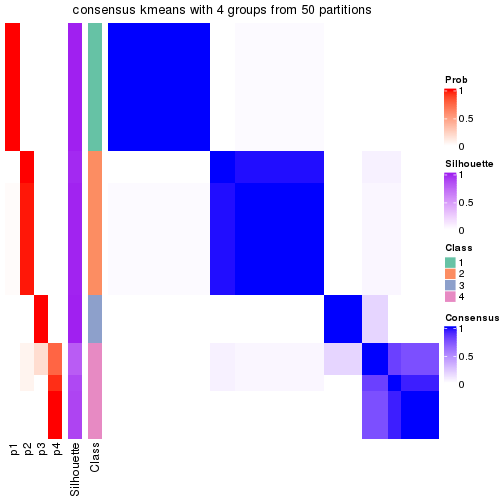 consensus kmeans with 4 groups from 50 partitions
Prob
1
0.5
0
Silhouette
1
0.5
0
Class
1
2
3
4
Consensus
1
0.5
0
p1
p2
p3
p4
Silhouette
Class